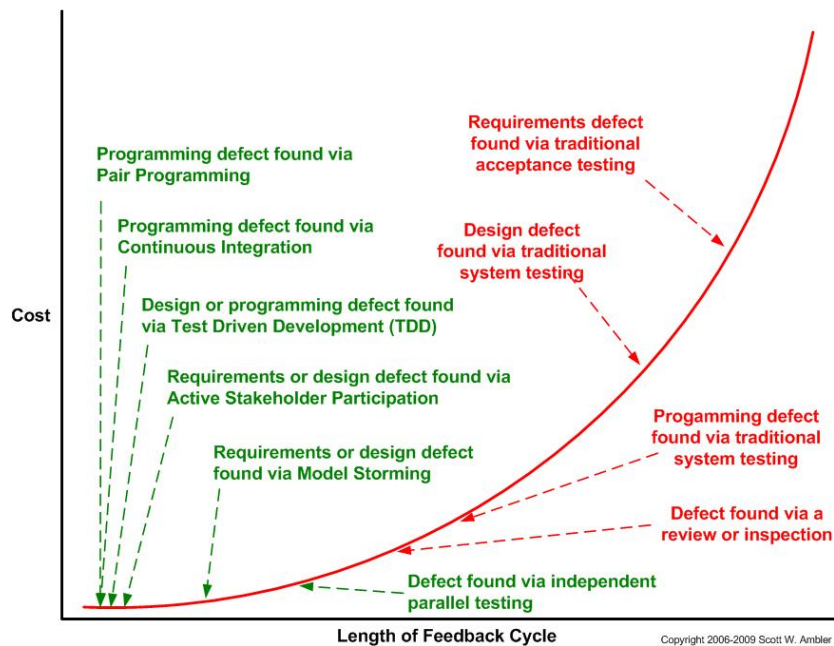 Requirements defect
found via traditional
acceptance testing
Programming defect found via
Pair Programming
Programming defect found via
Continuous Integration
Design defect
found via traditional
system testing
Design or programming defect found
via Test Driven Development (TDD)
Cost
Requirements or design defect found via
Active Stakeholder Participation
Progamming defect
found via traditional
system testing
Requirements or design defect
found via Model Storming
Defect found via a
review or inspection
Defect found via independent
parallel testing
Length of Feedback Cycle
Copyright 2006-2009 Scott W. Ambler